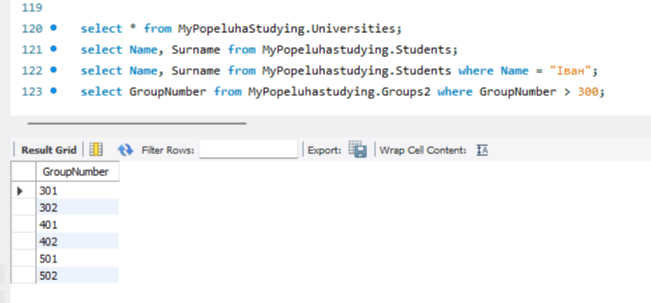 119
120 select * from MyPopeluhaStudying.Universities;
121 select Name, Surname from MyPopeluhastudying.Students;
122 select Name, Surname from MyPopeluhastudying.Students where Name = "Іван";
123 select GroupNumber from MyPopeluhastudying.Groups2 where GroupNumber > 300;
Result Grid Filter Rows: Export: Wrap Cell Content: IA
GroupNumber
301
302
401
402
501
502